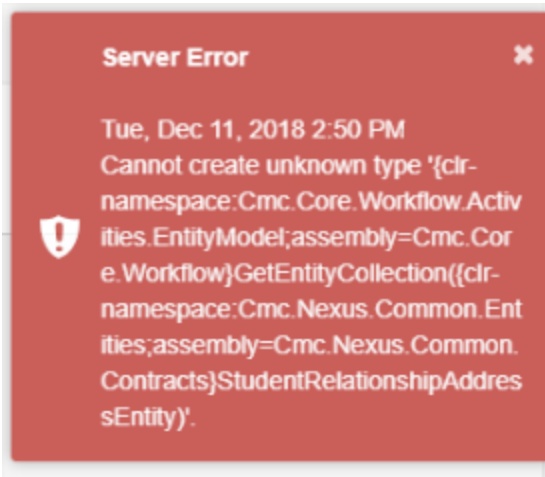 Server Error
Tue, Dec 11, 2018 2:50 PM
Cannot create unknown type '{clr-
namespace:Cmc.Core.Workflow.Activ
ities.EntityModel;assembly=Cmc.Cor
e.Workflow}GetEntityCollection({clr-
namespace:Cmc.Nexus.Common.Ent
ities;assembly=Cmc.Nexus.Common.
Contracts}StudentRelationshipAddres
sEntity)'.